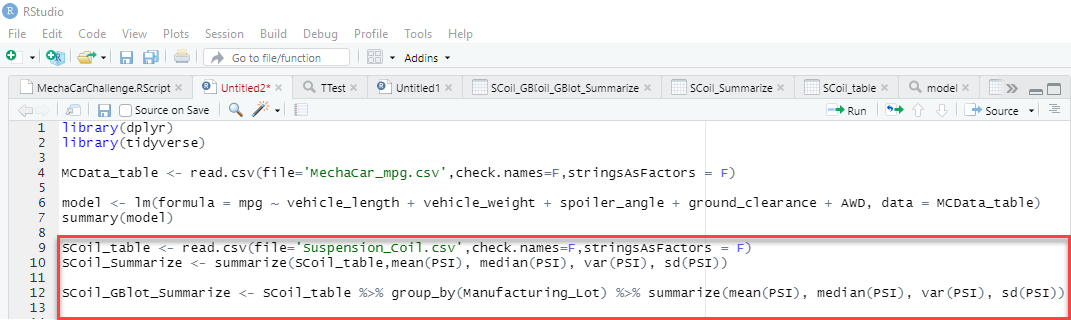 RStudio
File Edit Code View Plots Session Build Debug Profile Tools Help
Go to file/function Addins
MechaCarChallenge.RScript Untitled2* TTest Untitled1 SCoil_GB[oil_GBlot_Summarize SCoil_Summarize SCoil_table model
Source on Save Run Source
1 library(dplyr)
2 library(tidyverse)
3
4 MCData_table <- read.csv(file='MechaCar_mpg.csv',check.names=F,stringsAsFactors = F)
5
6 model <- lm(formula = mpg ~ vehicle_length + vehicle_weight + spoiler_angle + ground_clearance + AWD, data = MCData_table)
7 summary(model)
8
9 SCoil_table <- read.csv(file='Suspension_Coil.csv',check.names=F,stringsAsFactors = F)
10 SCoil_Summarize <- summarize(SCoil_table,mean(PSI), median(PSI), var(PSI), sd(PSI))
11
12 SCoil_GBlot_Summarize <- SCoil_table %>% group_by(Manufacturing_Lot) %>% summarize(mean(PSI), median(PSI), var(PSI), sd(PSI))
13